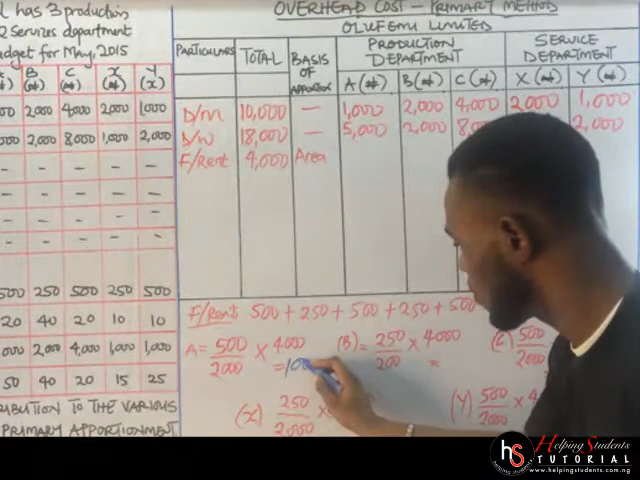 OVERHEAD COST - PRIMARY METHOD
OLUFEMI LIMITED
has 3 production
2 Services department
budget for May, 2015
B (₦) C (₦) X (₦) Y (X)
2,000 4,000 2,000 1,000
2,000 8,000 1,000 2,000
- - - - -
- - - - -
- - - - -
- - - - -
500 250 500 250 500
20 40 20 10 10
000 2,000 4,000 1,000 1,000
50 40 20 15 25
TO THE VARIOUS
PRIMARY APPORTIONMENT
PARTICULARS TOTAL BASIS OF PRODUCTION DEPARTMENT SERVICE DEPARTMENT
A (₦) B (₦) C (₦) X (₦) Y (₦)
D/m 10,000 - 1,000 2,000 4,000 2,000 1,000
D/W 18,000 - 5,000 2,000 2,000
F/Rent 4,000 Area
F/Rent 500 + 250 + 500 + 250 + 500
A = 500/2000 × 4000 = 100
(B) = 250/200 × 4000 =
(C) 500/2000
(X) 250/2000 ×
(Y) 500/2000 × 4
hS
Helping Students
TUTORIAL
www.helpingstudents.com.ng